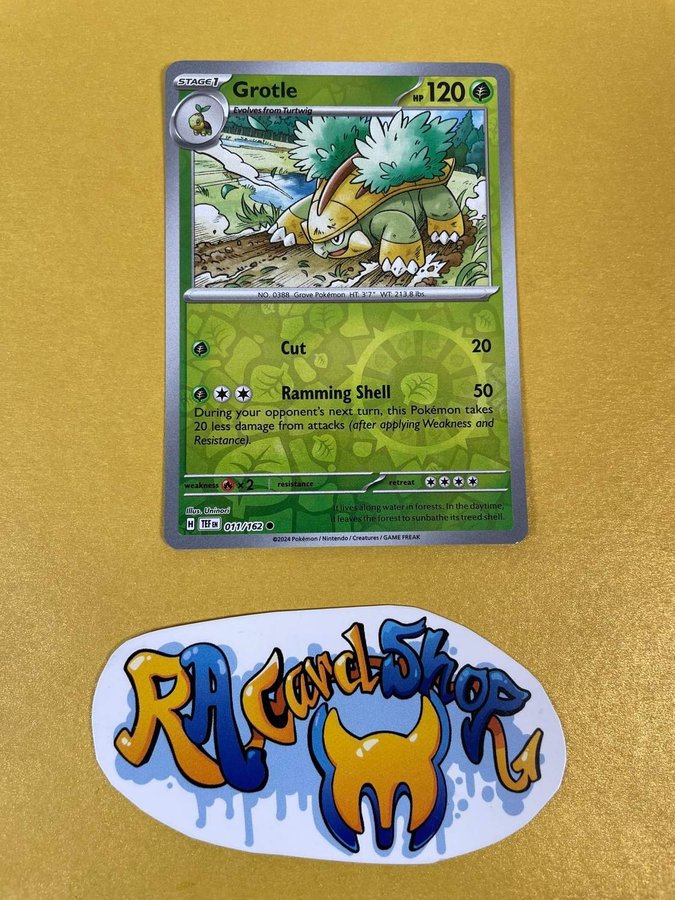 STAGE 1
Grotle
HP 120
Evolves from Turtwig
NO. 0388 Grove Pokémon HT: 3'7" WT: 213.8 lbs.
Cut 20
Ramming Shell 50
During your opponent's next turn, this Pokémon takes
20 less damage from attacks (after applying Weakness and
Resistance).
weakness ×2 resistance retreat
Illus. Uninori
It lives along water in forests. In the daytime,
it leaves the forest to sunbathe its treed shell.
H TEF EN 011/162
©2024 Pokémon / Nintendo / Creatures / GAME FREAK
RA Card Shop